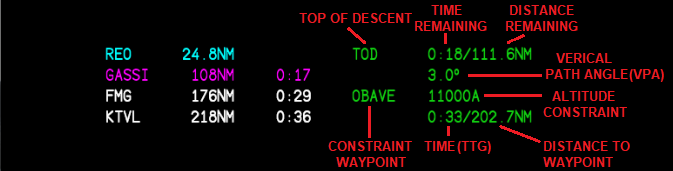 TOP OF DESCENT
TIME
REMAINING
DISTANCE
REMAINING
REO 24.8NM TOD 0:18/111.6NM
GASSI 108NM 0:17 3.0°
VERICAL
PATH ANGLE(VPA)
FMG 176NM 0:29 OBAVE 11000A
ALTITUDE
CONSTRAINT
KTVL 218NM 0:36 0:33/202.7NM
CONSTRAINT
WAYPOINT
TIME(TTG)
DISTANCE TO
WAYPOINT